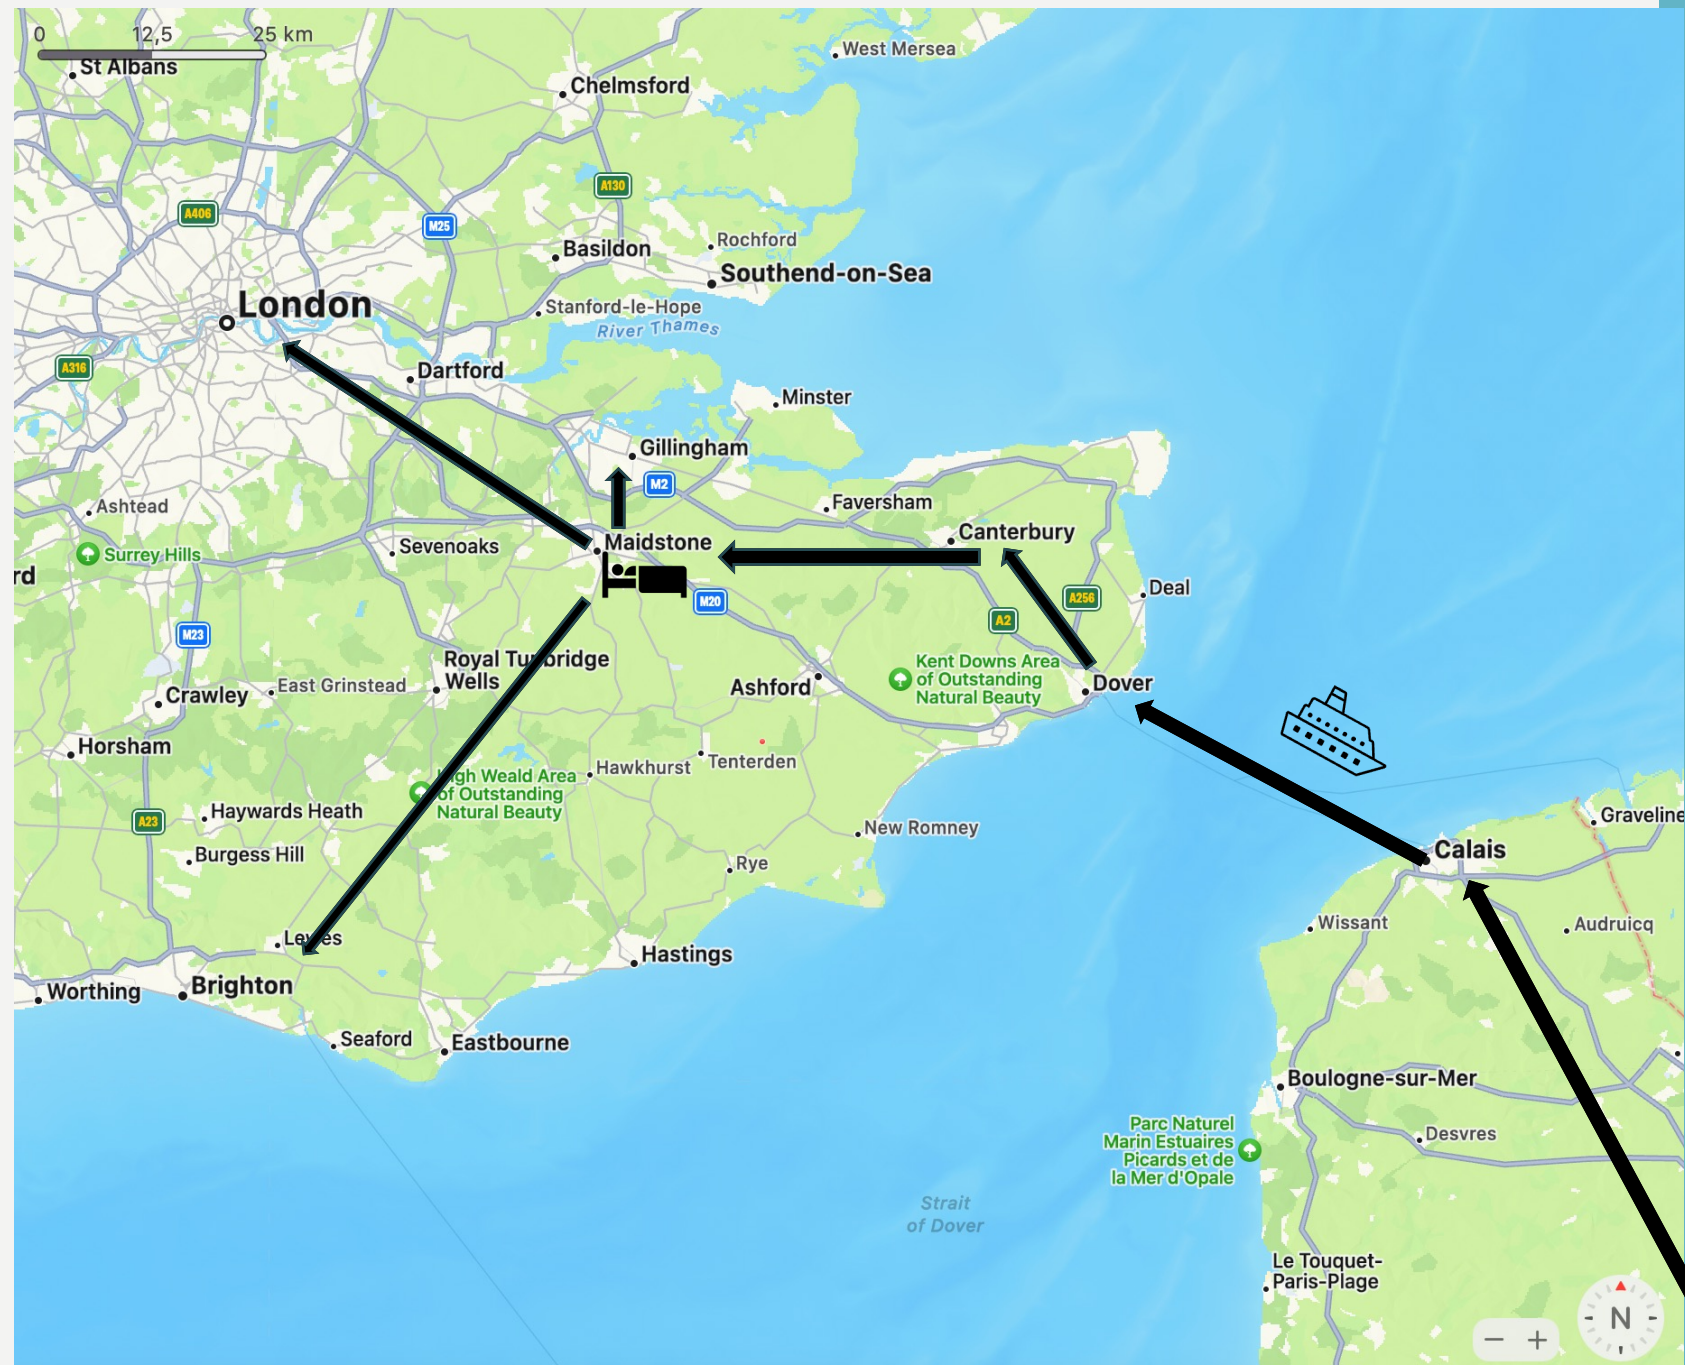 0 12,5 25 km
St Albans
West Mersea
Chelmsford
A130
A406
M25
Rochford
Basildon
Southend-on-Sea
London
Stanford-le-Hope
River Thames
A316
Dartford
Minster
Gillingham
M2
Faversham
Ashtead
Canterbury
Maidstone
Sevenoaks
Surrey Hills
rd
Deal
A256
M20
A2
M23
Royal Tunbridge
Wells
Kent Downs Area
of Outstanding
Natural Beauty
Dover
East Grinstead
Ashford
Crawley
Horsham
Tenterden
Hawkhurst
High Weald Area
of Outstanding
Natural Beauty
Haywards Heath
A23
Graveline
New Romney
Calais
Burgess Hill
Rye
Wissant
Audruicq
Lewes
Hastings
Brighton
Worthing
Seaford
Eastbourne
Boulogne-sur-Mer
Parc Naturel
Marin Estuaires
Picards et de
la Mer d'Opale
Desvres
Strait
of Dover
Le Touquet-
Paris-Plage
N
− +